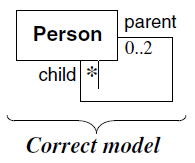 parent
Person
0..2
child *
Correct model